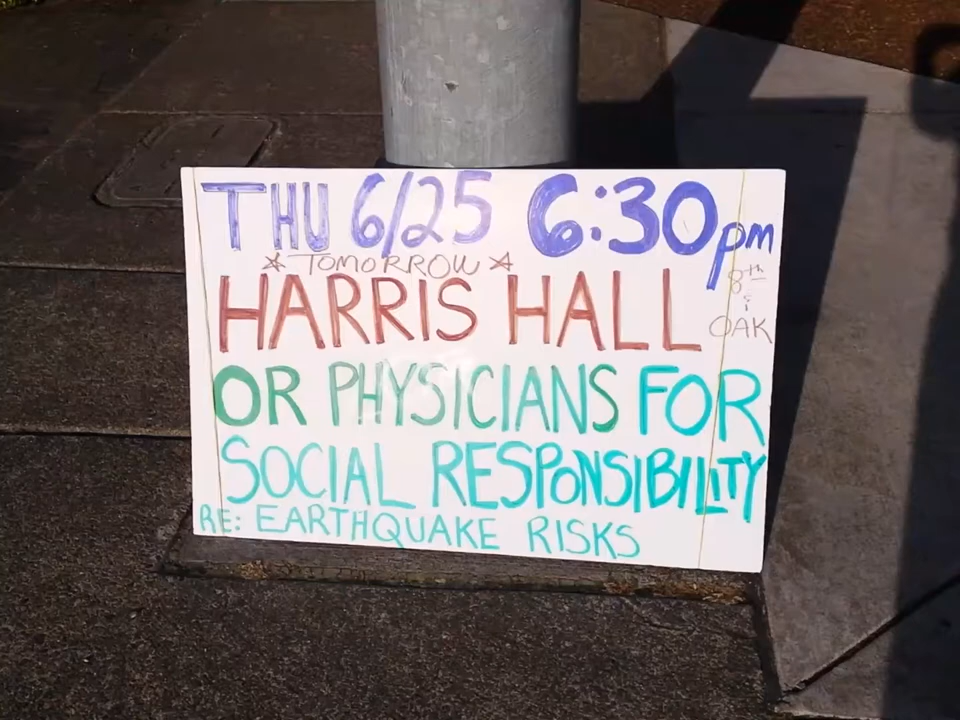 THU 6/25 6:30pm
☆ TOMORROW ☆
HARRIS HALL
8th
&
OAK
OR PHYSICIANS FOR
SOCIAL RESPONSIBILITY
RE: EARTHQUAKE RISKS